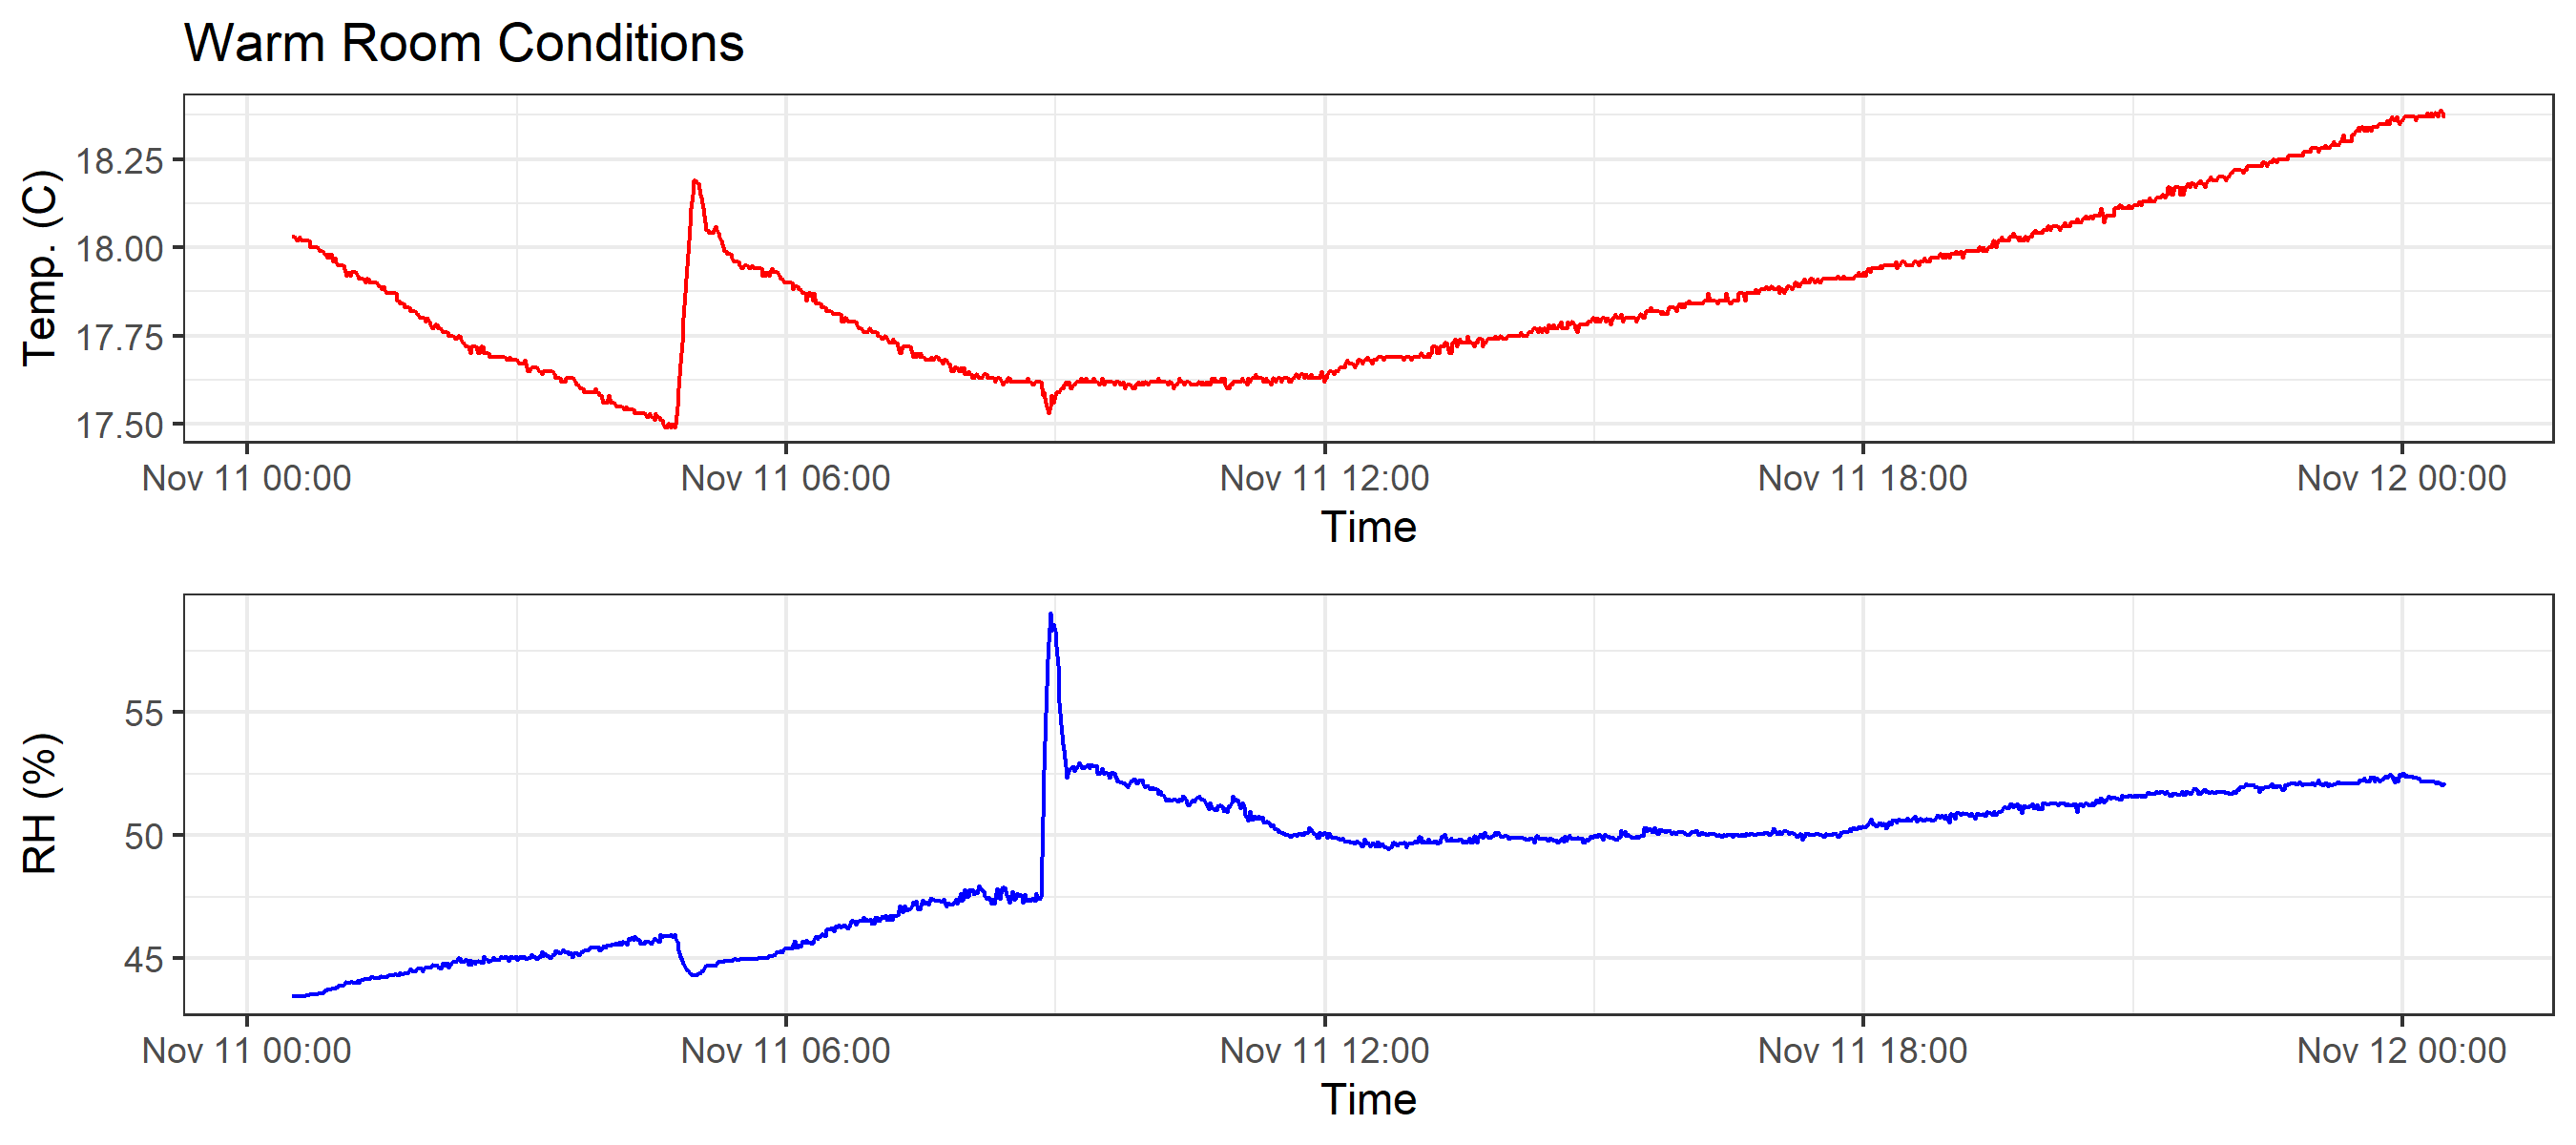 Warm Room Conditions
Temp. (C)
18.25
18.00
17.75
17.50
Nov 11 00:00 Nov 11 06:00 Nov 11 12:00 Nov 11 18:00 Nov 12 00:00
Time
RH (%)
55
50
45
Nov 11 00:00 Nov 11 06:00 Nov 11 12:00 Nov 11 18:00 Nov 12 00:00
Time